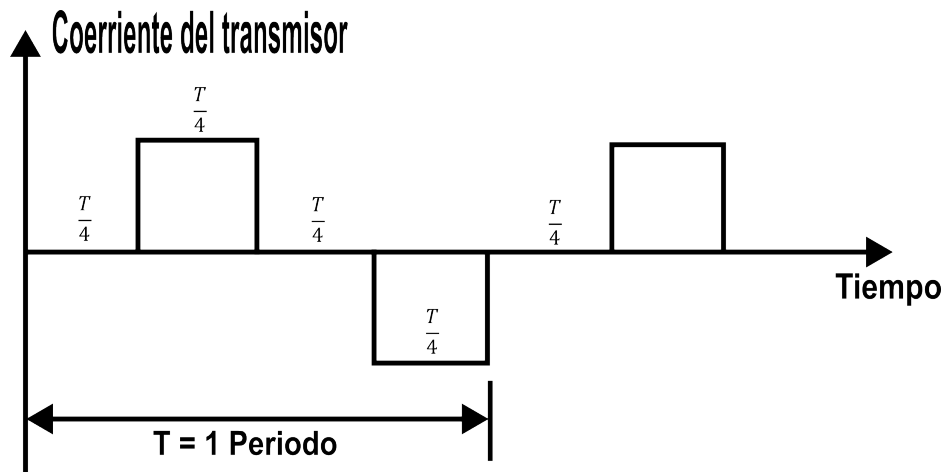 Coerriente del transmisor
T/4
T/4
T/4
T/4
T/4
Tiempo
T = 1 Periodo